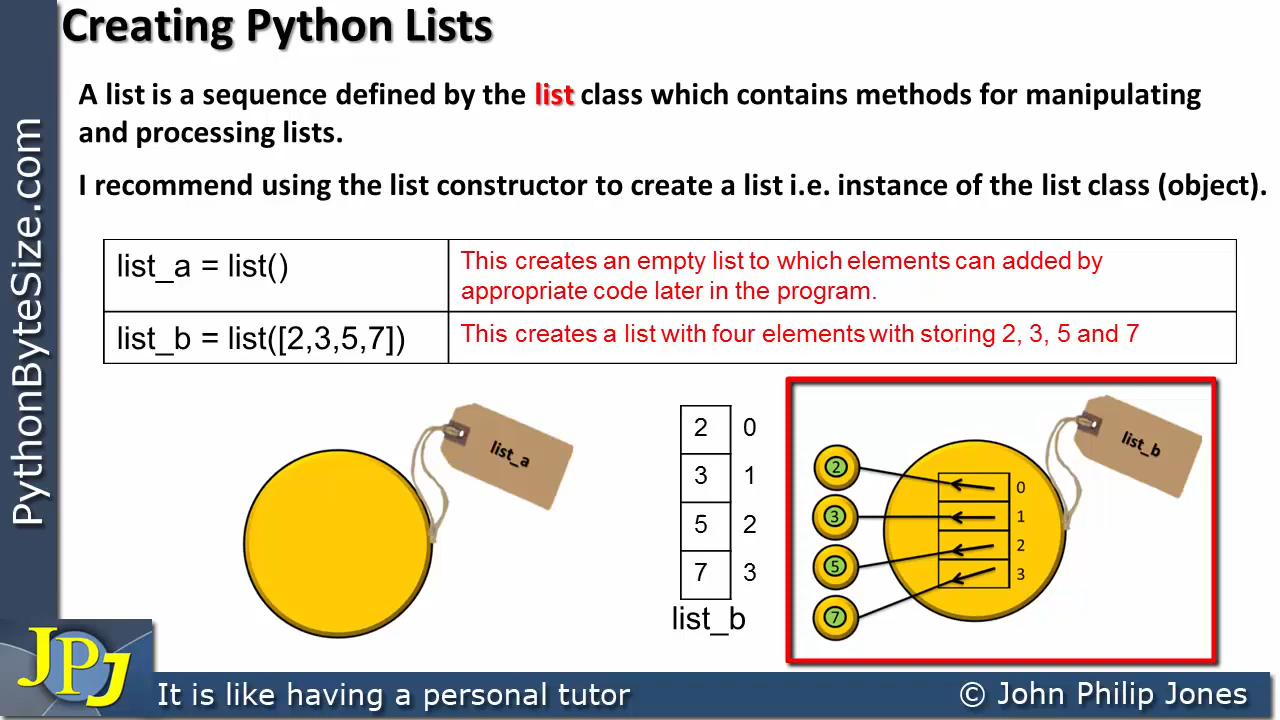 Creating Python Lists
A list is a sequence defined by the list class which contains methods for manipulating
and processing lists.
I recommend using the list constructor to create a list i.e. instance of the list class (object).
list_a = list()
This creates an empty list to which elements can added by
appropriate code later in the program.
list_b = list([2,3,5,7])
This creates a list with four elements with storing 2, 3, 5 and 7
list_a
2 0
3 1
5 2
7 3
list_b
list_b
2 0
3 1
5 2
7 3
PythonByteSize.com
JPJ
It is like having a personal tutor
© John Philip Jones